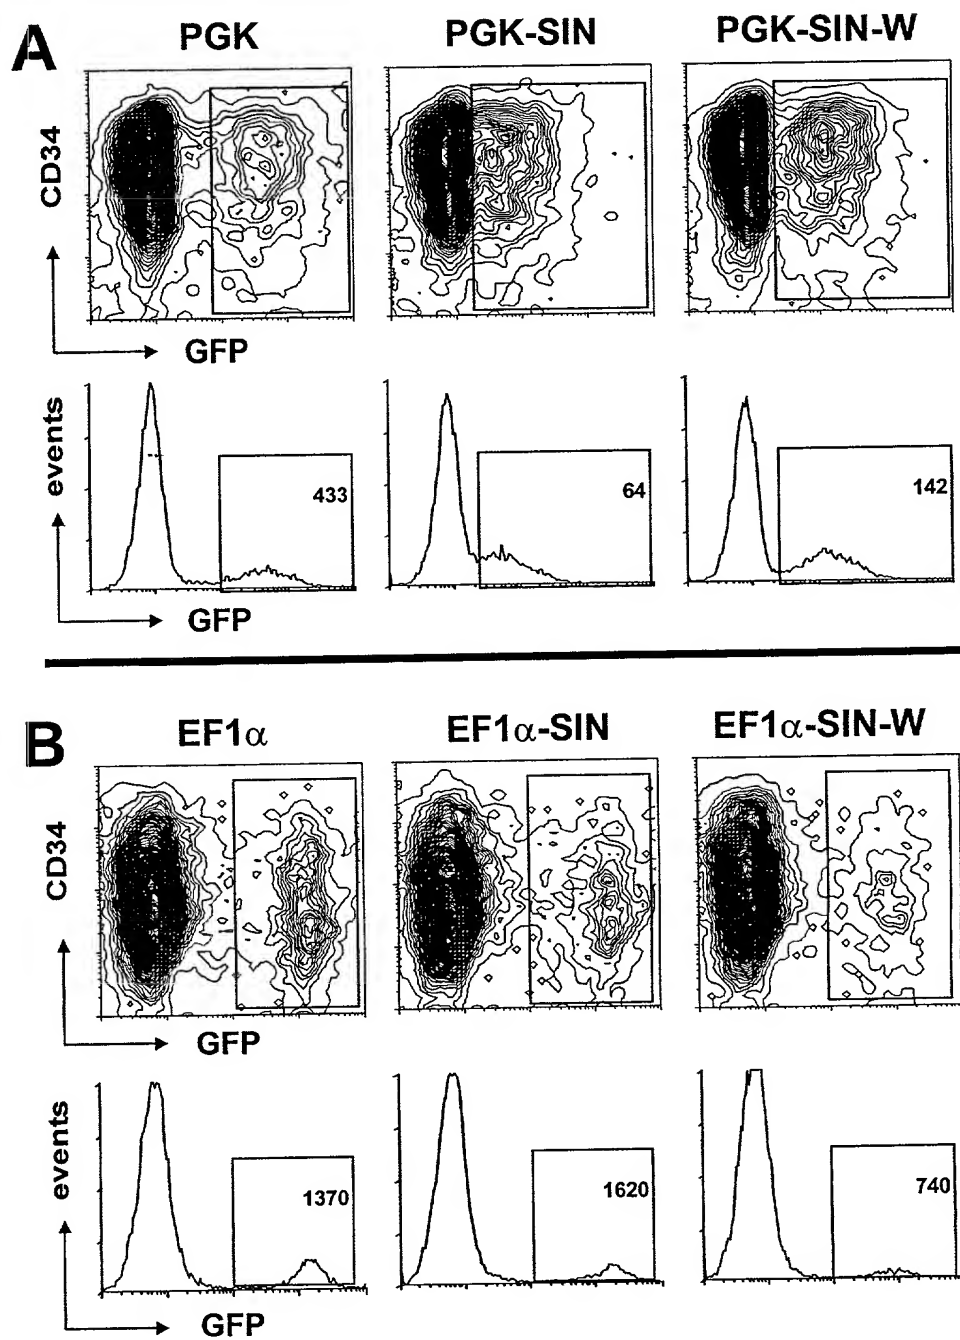 A
PGK
PGK-SIN
PGK-SIN-W
CD34
GFP
events
433
64
142
GFP
B
EF1α
EF1α-SIN
EF1α-SIN-W
CD34
GFP
events
1370
1620
740
GFP